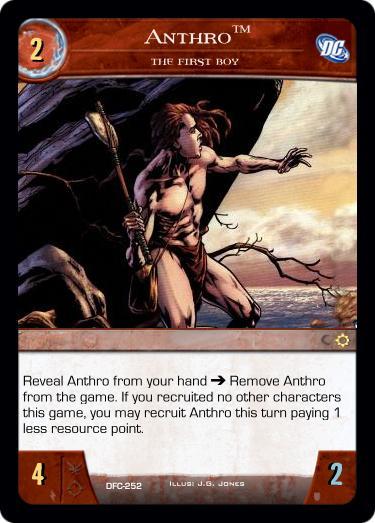 2
ANTHRO™
DC
THE FIRST BOY
Reveal Anthro from your hand ➔ Remove Anthro
from the game. If you recruited no other characters
this game, you may recruit Anthro this turn paying 1
less resource point.
4
DFC-252
ILLUS: J.G. JONES
2